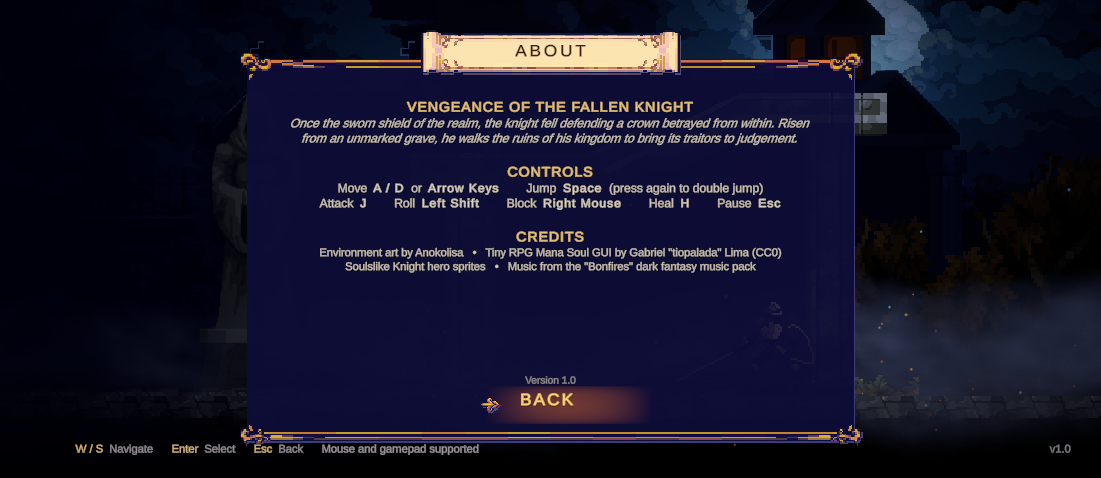 ABOUT
VENGEANCE OF THE FALLEN KNIGHT
Once the sworn shield of the realm, the knight fell defending a crown betrayed from within. Risen
from an unmarked grave, he walks the ruins of his kingdom to bring its traitors to judgement.
CONTROLS
Move A / D or Arrow Keys Jump Space (press again to double jump)
Attack J Roll Left Shift Block Right Mouse Heal H Pause Esc
CREDITS
Environment art by Anokolisa • Tiny RPG Mana Soul GUI by Gabriel "tiopalada" Lima (CC0)
Soulslike Knight hero sprites • Music from the "Bonfires" dark fantasy music pack
Version 1.0
BACK
W / S Navigate Enter Select Esc Back Mouse and gamepad supported v1.0